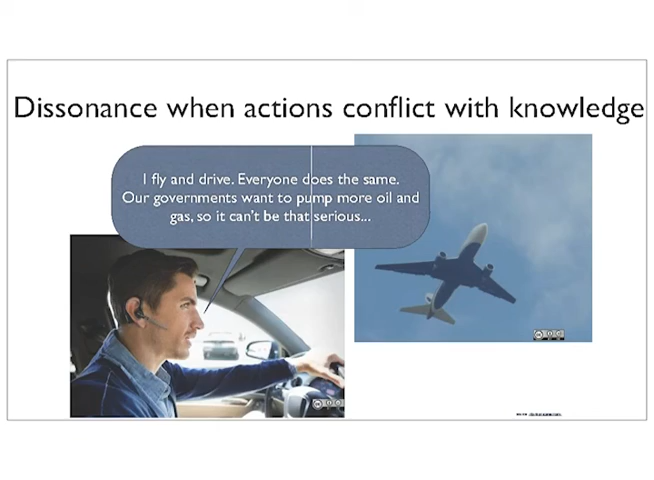 Dissonance when actions conflict with knowledge
I fly and drive. Everyone does the same.
Our governments want to pump more oil and
gas, so it can't be that serious...